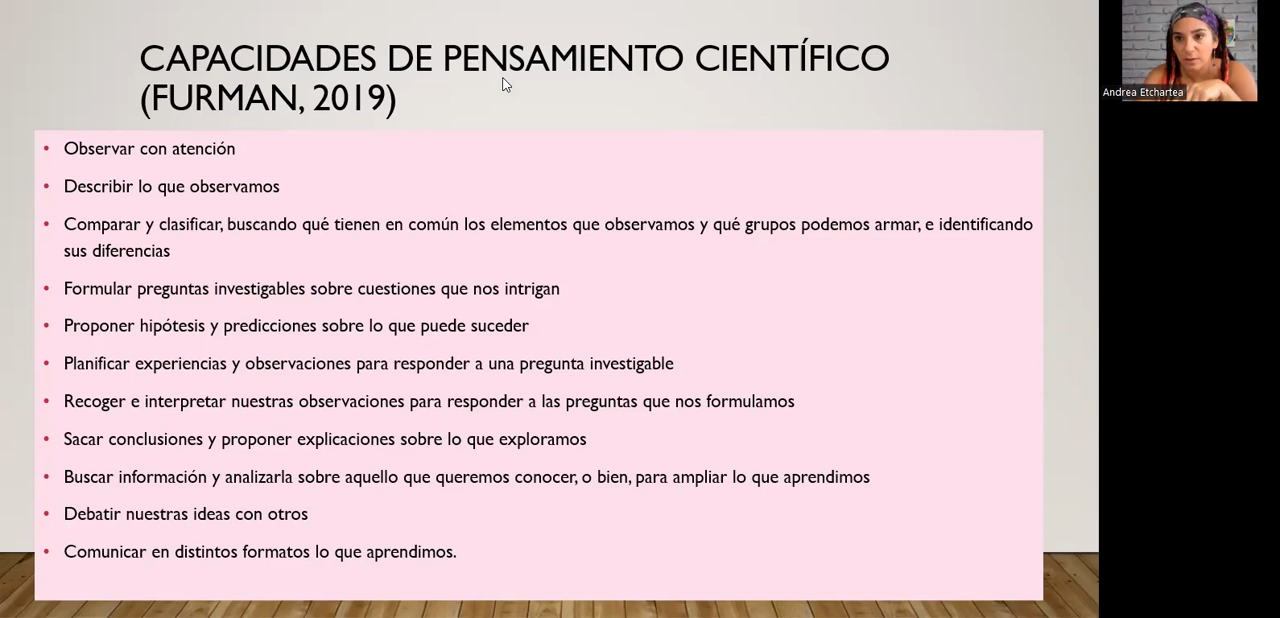 CAPACIDADES DE PENSAMIENTO CIENTÍFICO
(FURMAN, 2019)
Andrea Etchartea
• Observar con atención
• Describir lo que observamos
• Comparar y clasificar, buscando qué tienen en común los elementos que observamos y qué grupos podemos armar, e identificando
sus diferencias
• Formular preguntas investigables sobre cuestiones que nos intrigan
• Proponer hipótesis y predicciones sobre lo que puede suceder
• Planificar experiencias y observaciones para responder a una pregunta investigable
• Recoger e interpretar nuestras observaciones para responder a las preguntas que nos formulamos
• Sacar conclusiones y proponer explicaciones sobre lo que exploramos
• Buscar información y analizarla sobre aquello que queremos conocer, o bien, para ampliar lo que aprendimos
• Debatir nuestras ideas con otros
• Comunicar en distintos formatos lo que aprendimos.